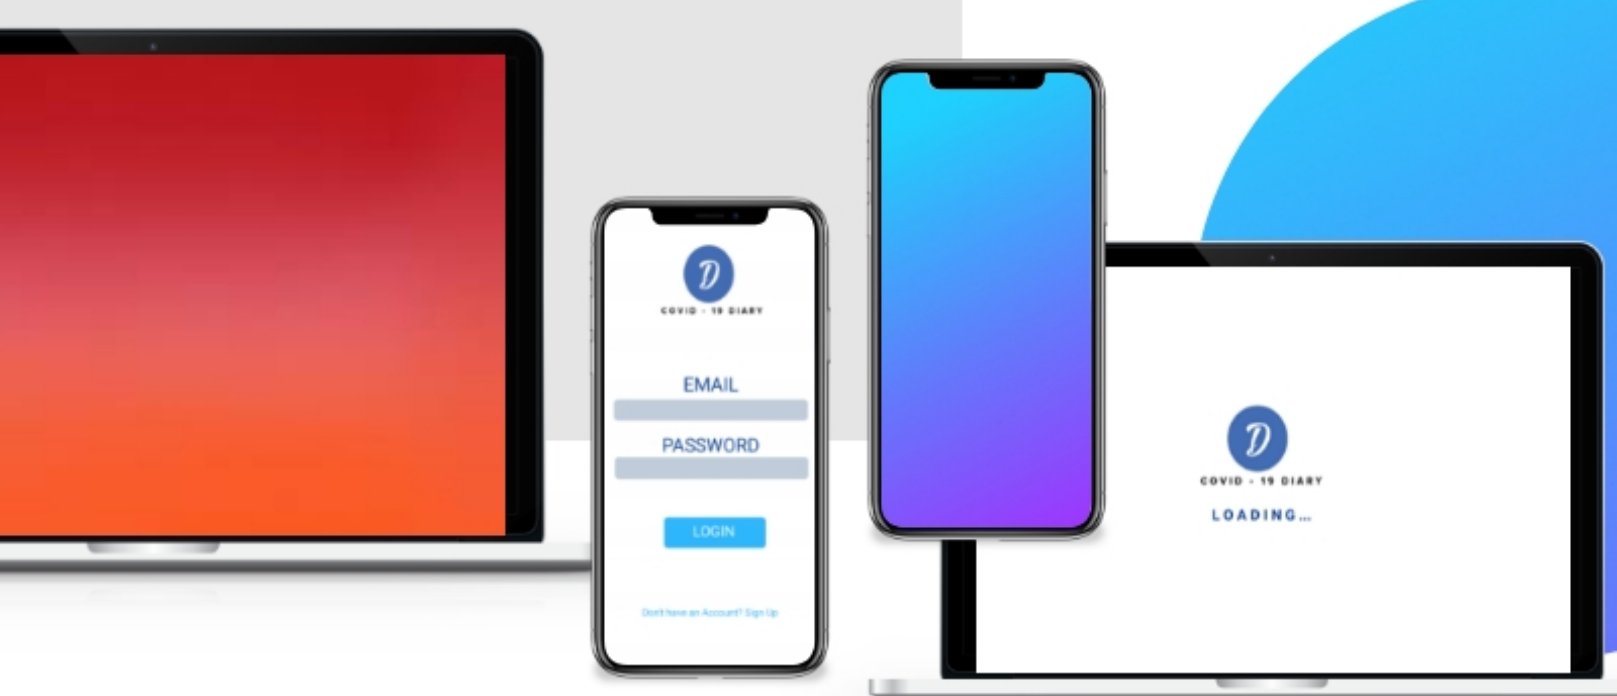 D
COVID - 19 DIARY
EMAIL
PASSWORD
LOGIN
Don't have an Account? Sign Up
D
COVID - 19 DIARY
LOADING...